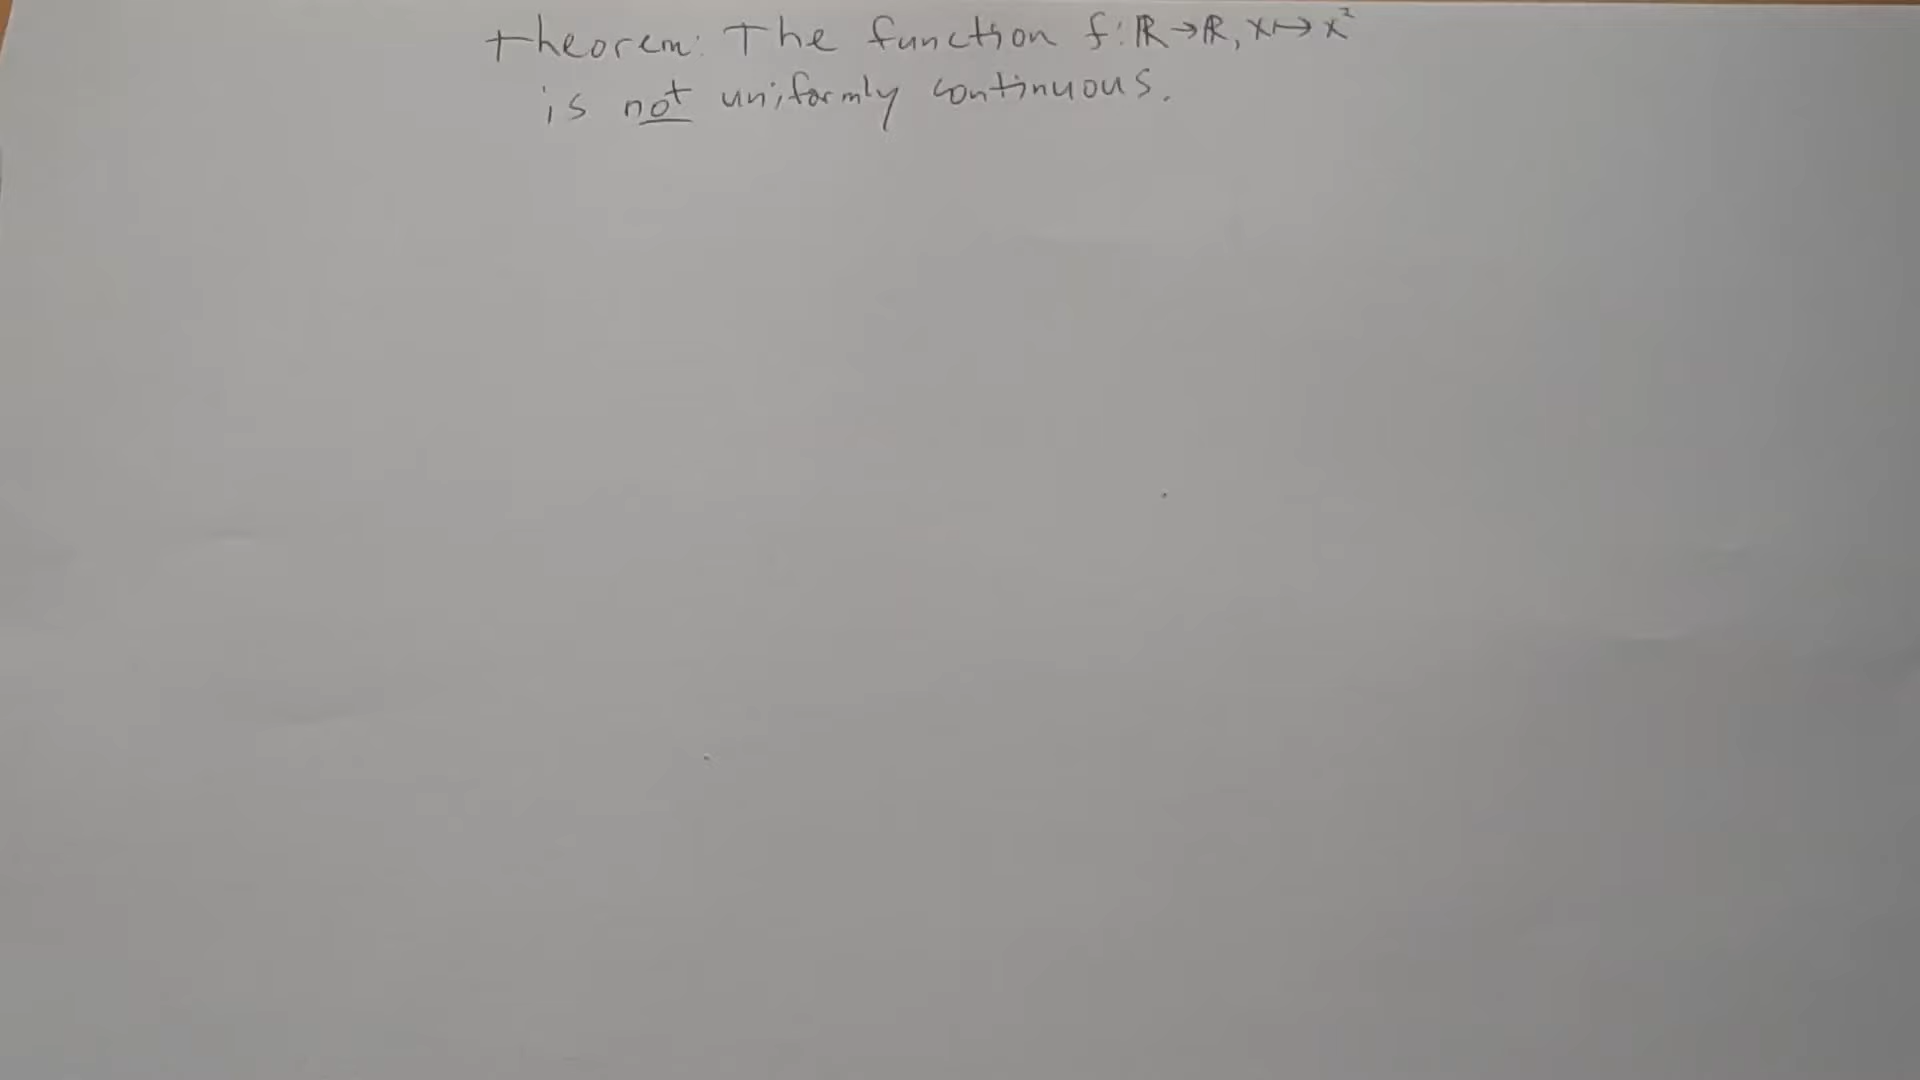 theorem: The function f:ℝ→ℝ, x↦x²
is not uniformly continuous.